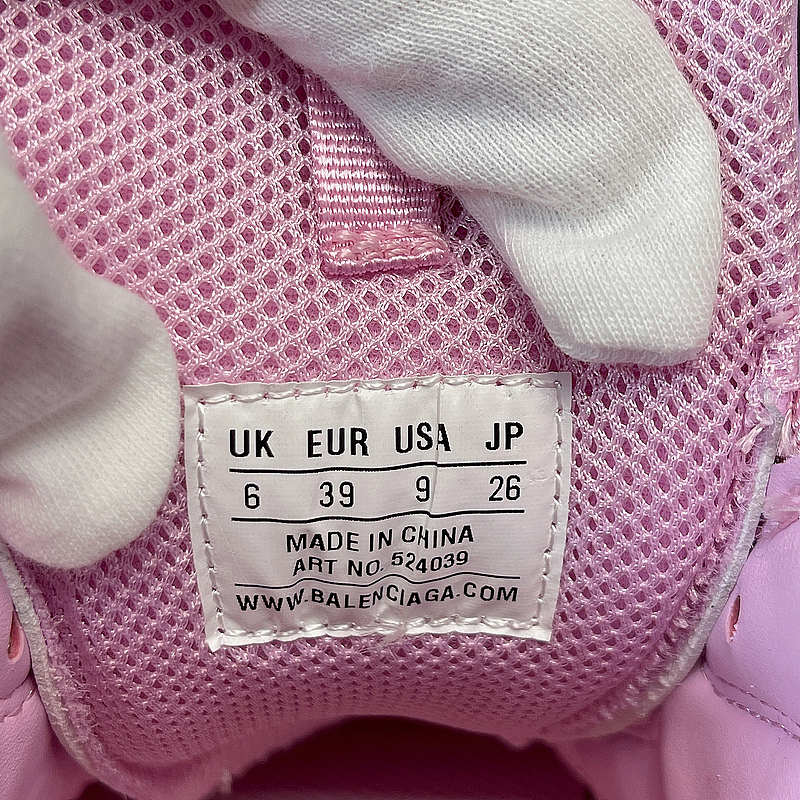 UK EUR USA JP
6 39 9 26
MADE IN CHINA
ART NO. 524039
WWW.BALENCIAGA.COM